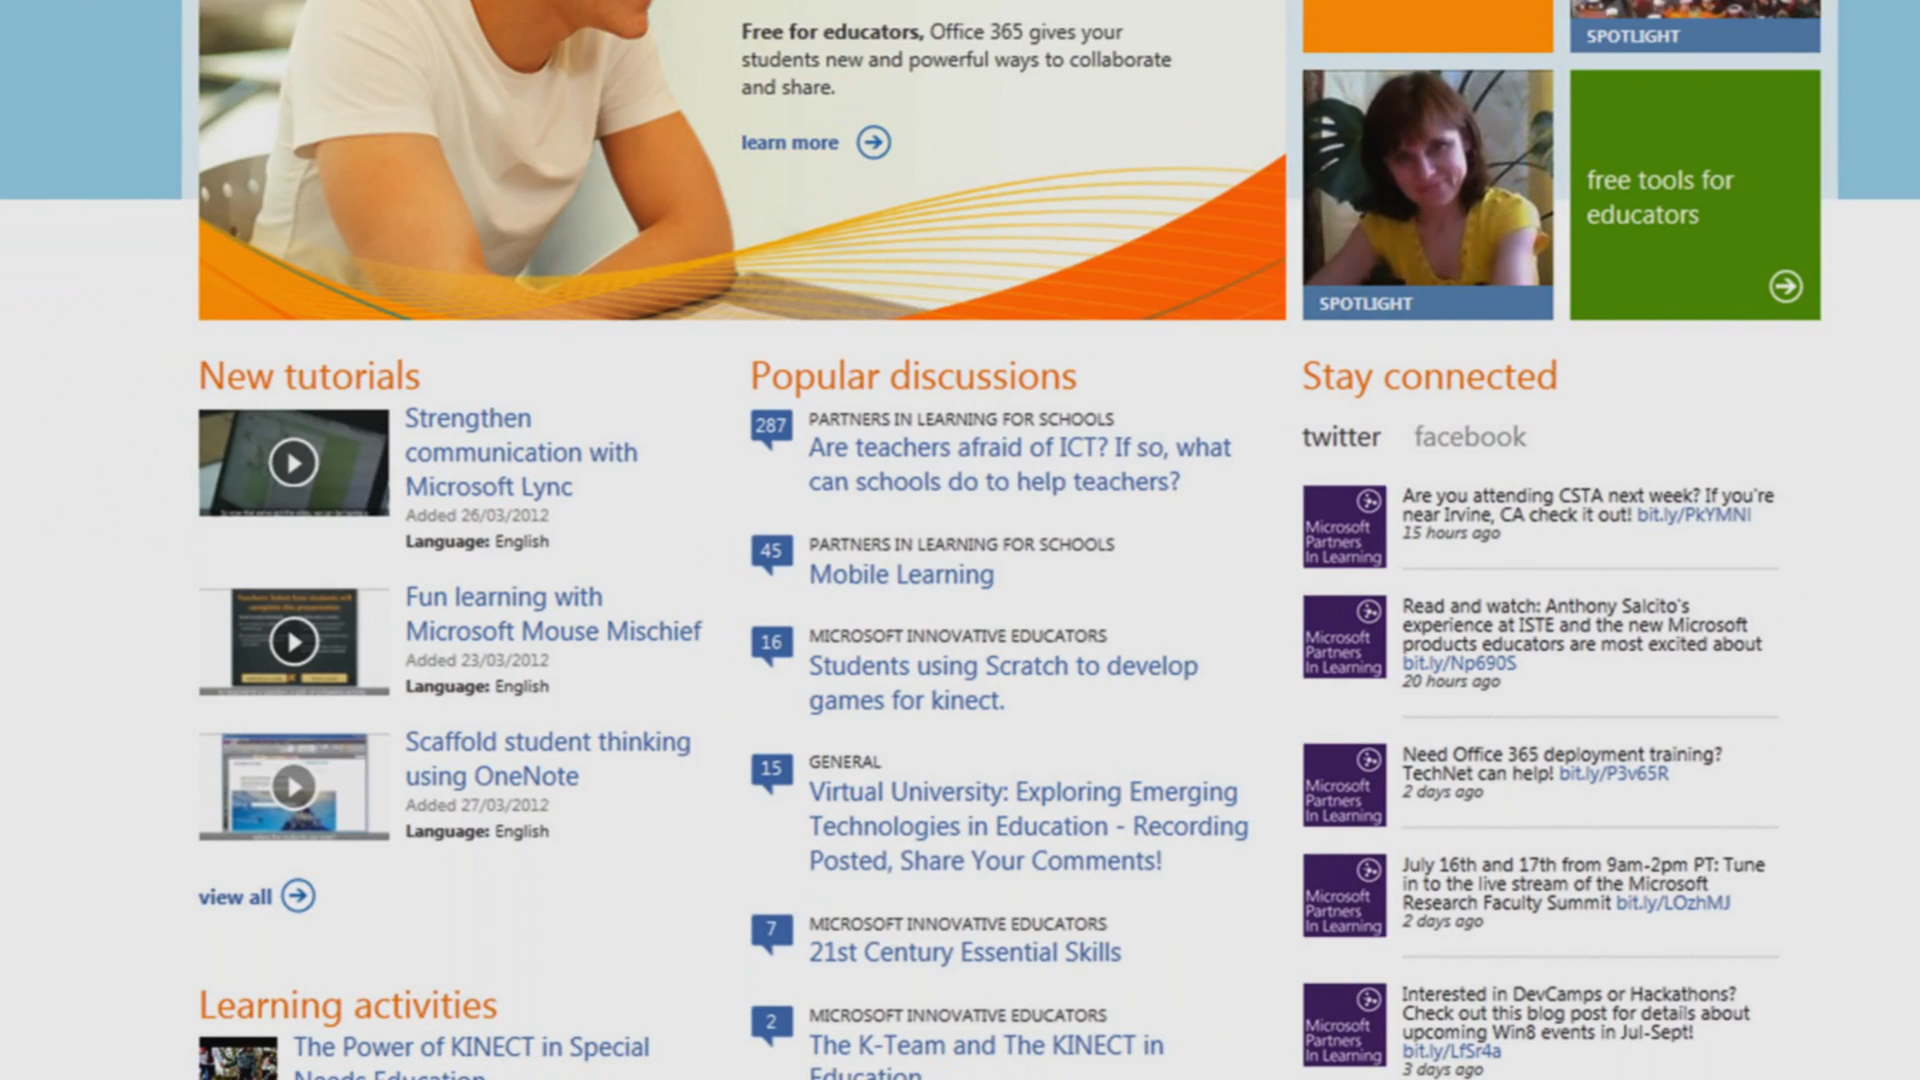 Free for educators, Office 365 gives your
students new and powerful ways to collaborate
and share.
learn more
SPOTLIGHT
SPOTLIGHT
free tools for
educators
New tutorials
Strengthen
communication with
Microsoft Lync
Added 26/03/2012
Language: English
Fun learning with
Microsoft Mouse Mischief
Added 23/03/2012
Language: English
Scaffold student thinking
using OneNote
Added 27/03/2012
Language: English
view all
Learning activities
The Power of KINECT in Special
Needs Education
Popular discussions
287
PARTNERS IN LEARNING FOR SCHOOLS
Are teachers afraid of ICT? If so, what
can schools do to help teachers?
45
PARTNERS IN LEARNING FOR SCHOOLS
Mobile Learning
16
MICROSOFT INNOVATIVE EDUCATORS
Students using Scratch to develop
games for kinect.
15
GENERAL
Virtual University: Exploring Emerging
Technologies in Education - Recording
Posted, Share Your Comments!
7
MICROSOFT INNOVATIVE EDUCATORS
21st Century Essential Skills
2
MICROSOFT INNOVATIVE EDUCATORS
The K-Team and The KINECT in
Education
Stay connected
twitter facebook
Microsoft
Partners
In Learning
Are you attending CSTA next week? If you're
near Irvine, CA check it out! bit.ly/PkYMNI
15 hours ago
Microsoft
Partners
In Learning
Read and watch: Anthony Salcito's
experience at ISTE and the new Microsoft
products educators are most excited about
bit.ly/Np690S
20 hours ago
Microsoft
Partners
In Learning
Need Office 365 deployment training?
TechNet can help! bit.ly/P3v65R
2 days ago
Microsoft
Partners
In Learning
July 16th and 17th from 9am-2pm PT: Tune
in to the live stream of the Microsoft
Research Faculty Summit bit.ly/LOzhMJ
2 days ago
Microsoft
Partners
In Learning
Interested in DevCamps or Hackathons?
Check out this blog post for details about
upcoming Win8 events in Jul-Sept!
bit.ly/LfSr4a
3 days ago